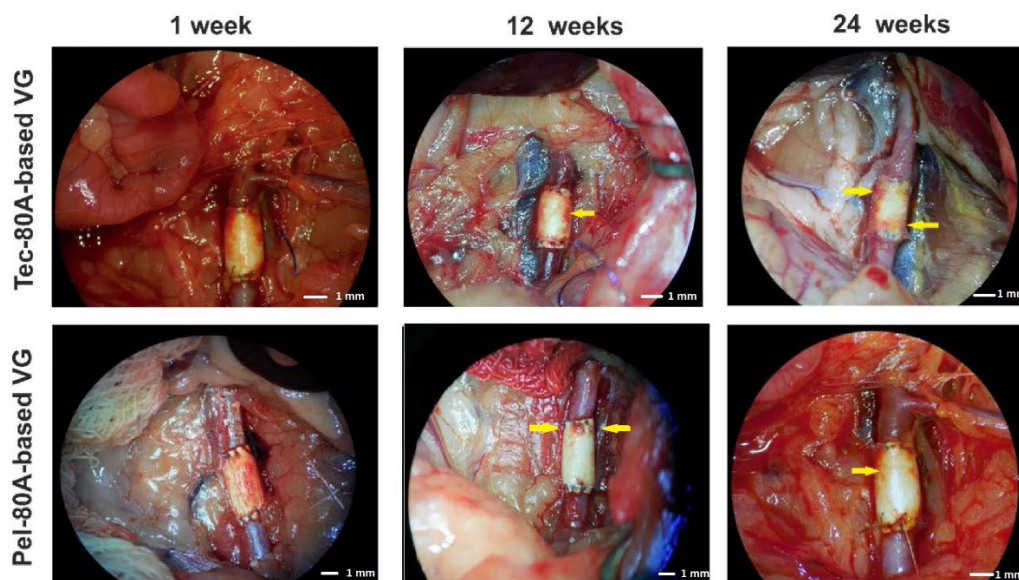 1 week
12 weeks
24 weeks
Tec-80A-based VG
1 mm
1 mm
1 mm
Pel-80A-based VG
1 mm
1 mm
1 mm